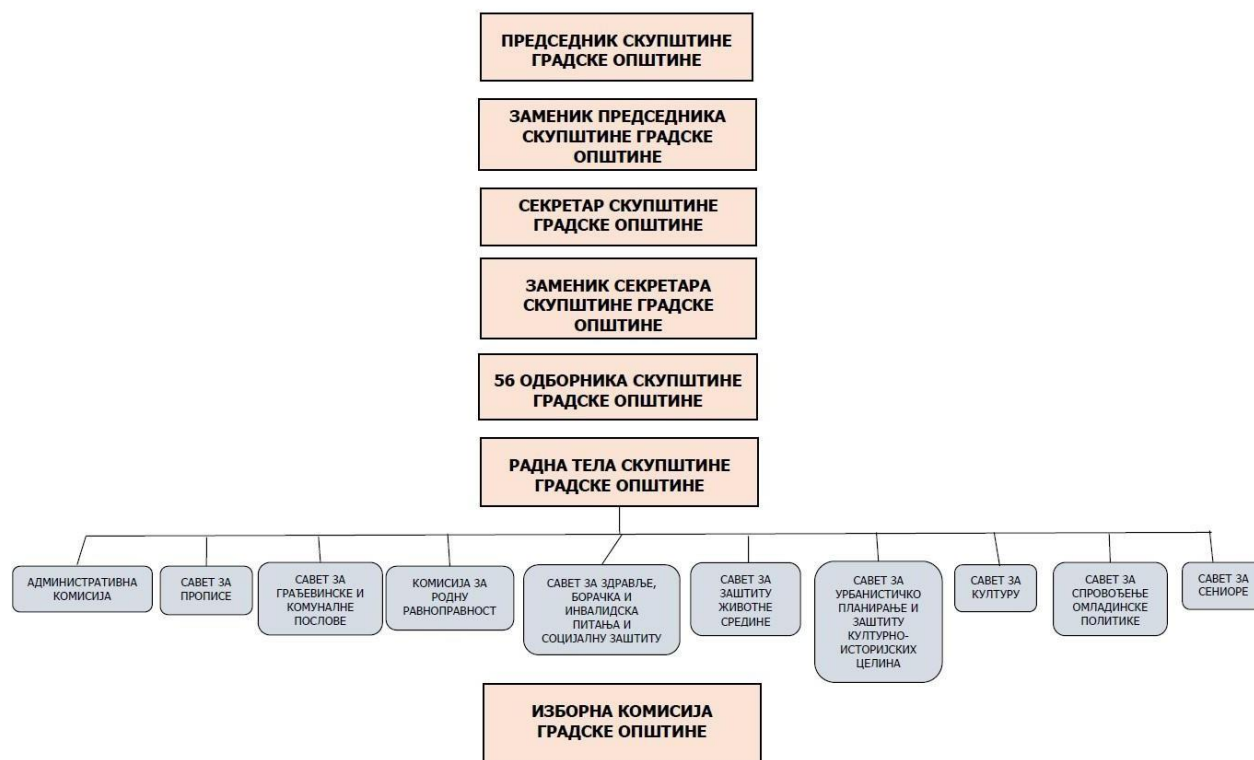 ПРЕДСЕДНИК СКУПШТИНЕ
ГРАДСКЕ ОПШТИНЕ
ЗАМЕНИК ПРЕДСЕДНИКА
СКУПШТИНЕ ГРАДСКЕ
ОПШТИНЕ
СЕКРЕТАР СКУПШТИНЕ
ГРАДСКЕ ОПШТИНЕ
ЗАМЕНИК СЕКРЕТАРА
СКУПШТИНЕ ГРАДСКЕ
ОПШТИНЕ
56 ОДБОРНИКА СКУПШТИНЕ
ГРАДСКЕ ОПШТИНЕ
РАДНА ТЕЛА СКУПШТИНЕ
ГРАДСКЕ ОПШТИНЕ
АДМИНИСТРАТИВНА
КОМИСИЈА
САВЕТ ЗА
ПРОПИСЕ
САВЕТ ЗА
ГРАЂЕВИНСКЕ И
КОМУНАЛНЕ
ПОСЛОВЕ
КОМИСИЈА ЗА
РОДНУ
РАВНОПРАВНОСТ
САВЕТ ЗА ЗДРАВЉЕ,
БОРАЧКА И
ИНВАЛИДСКА
ПИТАЊА И
СОЦИЈАЛНУ ЗАШТИТУ
САВЕТ ЗА
ЗАШТИТУ
ЖИВОТНЕ
СРЕДИНЕ
САВЕТ ЗА
УРБАНИСТИЧКО
ПЛАНИРАЊЕ И
ЗАШТИТУ
КУЛТУРНО-
ИСТОРИЈСКИХ
ЦЕЛИНА
САВЕТ ЗА
КУЛТУРУ
САВЕТ ЗА
СПРОВОЂЕЊЕ
ОМЛАДИНСКЕ
ПОЛИТИКЕ
САВЕТ ЗА
СЕНИОРЕ
ИЗБОРНА КОМИСИЈА
ГРАДСКЕ ОПШТИНЕ